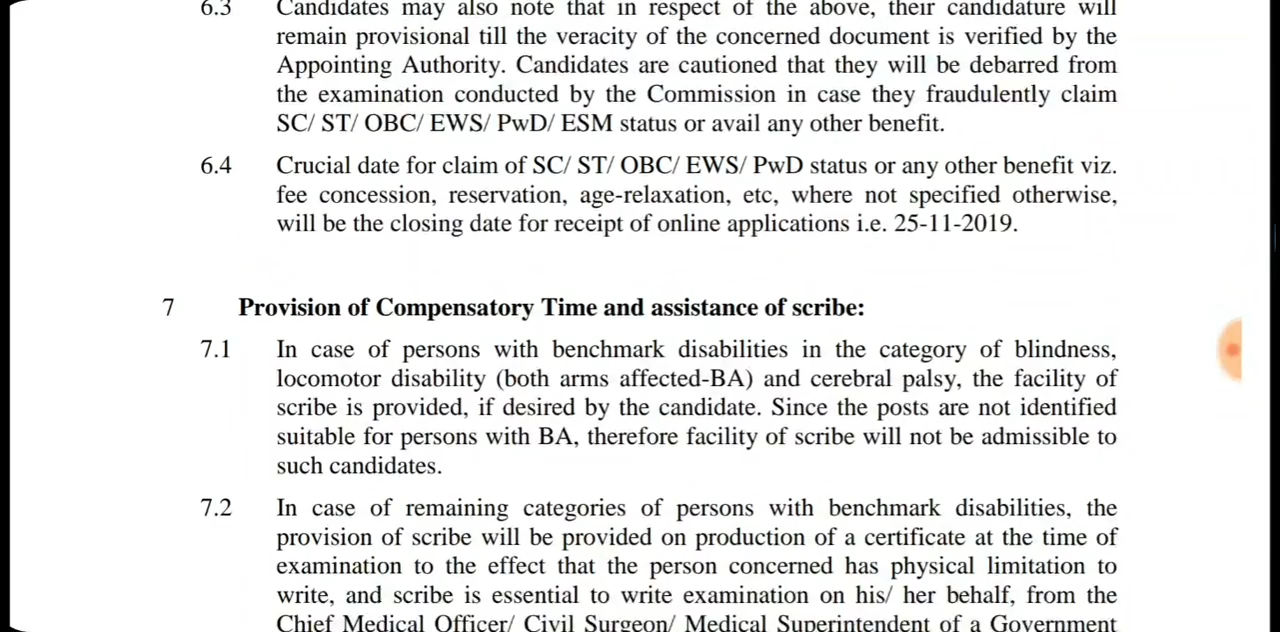 6.3 Candidates may also note that in respect of the above, their candidature will
remain provisional till the veracity of the concerned document is verified by the
Appointing Authority. Candidates are cautioned that they will be debarred from
the examination conducted by the Commission in case they fraudulently claim
SC/ ST/ OBC/ EWS/ PwD/ ESM status or avail any other benefit.
6.4 Crucial date for claim of SC/ ST/ OBC/ EWS/ PwD status or any other benefit viz.
fee concession, reservation, age-relaxation, etc, where not specified otherwise,
will be the closing date for receipt of online applications i.e. 25-11-2019.
7 Provision of Compensatory Time and assistance of scribe:
7.1 In case of persons with benchmark disabilities in the category of blindness,
locomotor disability (both arms affected-BA) and cerebral palsy, the facility of
scribe is provided, if desired by the candidate. Since the posts are not identified
suitable for persons with BA, therefore facility of scribe will not be admissible to
such candidates.
7.2 In case of remaining categories of persons with benchmark disabilities, the
provision of scribe will be provided on production of a certificate at the time of
examination to the effect that the person concerned has physical limitation to
write, and scribe is essential to write examination on his/ her behalf, from the
Chief Medical Officer/ Civil Surgeon/ Medical Superintendent of a Government